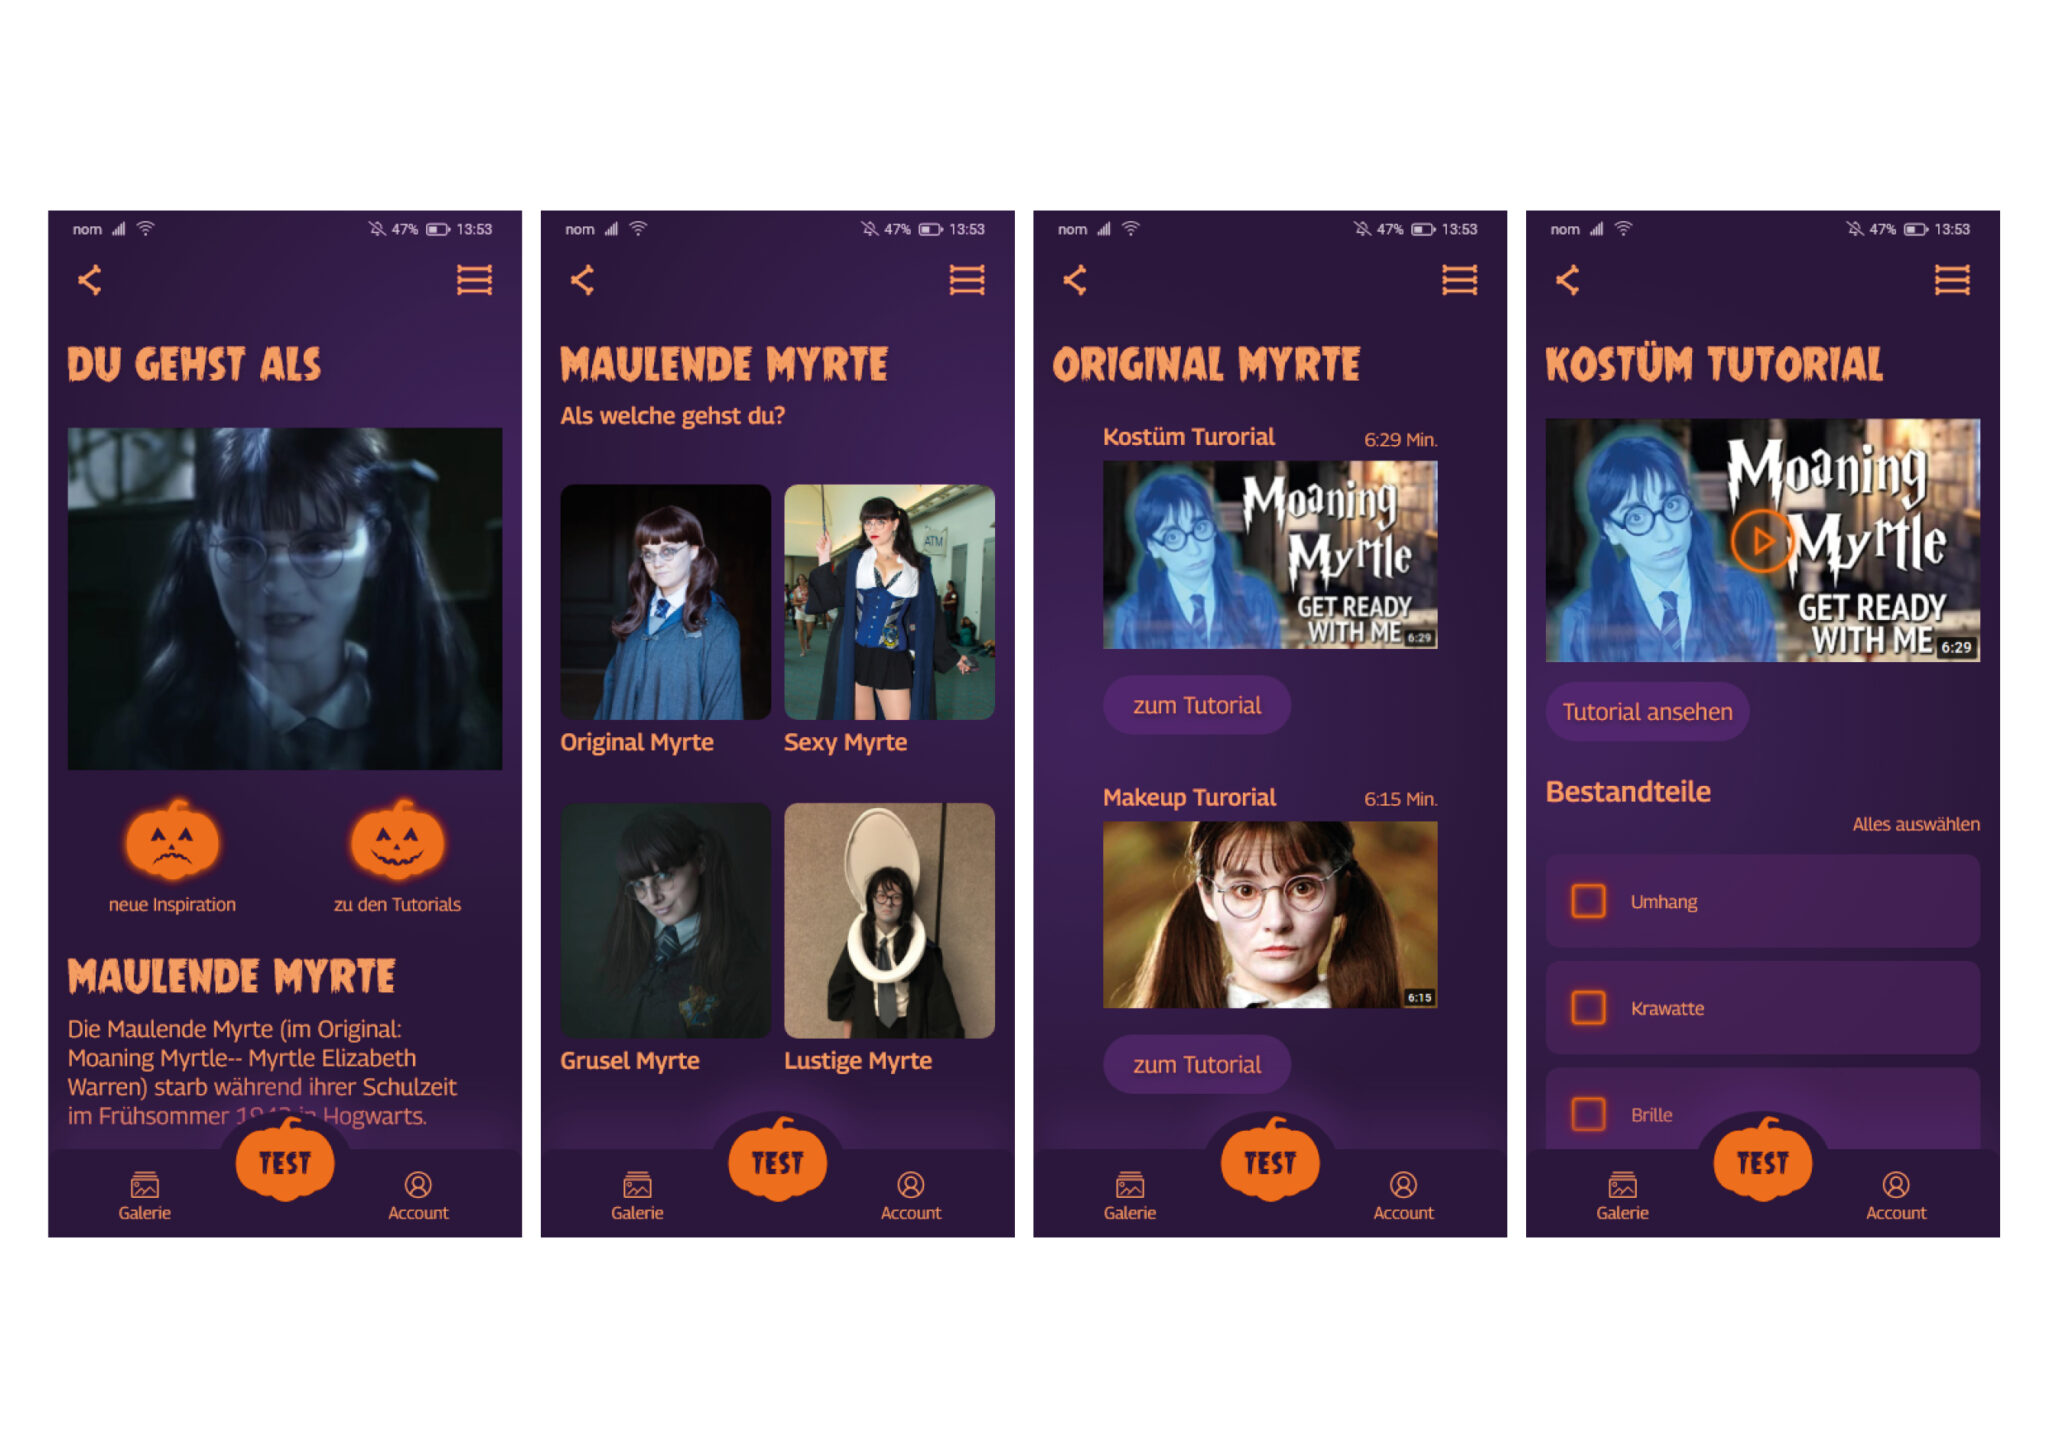 nom 47% 13:53
DU GEHST ALS
neue Inspiration
zu den Tutorials
MAULENDE MYRTE
Die Maulende Myrte (im Original:
Moaning Myrtle-- Myrtle Elizabeth
Warren) starb während ihrer Schulzeit
im Frühsommer in Hogwarts.
TEST
Galerie
Account
nom 47% 13:53
MAULENDE MYRTE
Als welche gehst du?
ATM
Original Myrte
Sexy Myrte
Grusel Myrte
Lustige Myrte
TEST
Galerie
Account
nom 47% 13:53
ORIGINAL MYRTE
Kostüm Turorial
6:29 Min.
Moaning
Myrtle
GET READY
WITH ME
6:29
zum Tutorial
Makeup Turorial
6:15 Min.
6:15
zum Tutorial
TEST
Galerie
Account
nom 47% 13:53
KOSTÜM TUTORIAL
Moaning
Myrtle
GET READY
WITH ME
6:29
Tutorial ansehen
Bestandteile
Alles auswählen
Umhang
Krawatte
Brille
TEST
Galerie
Account